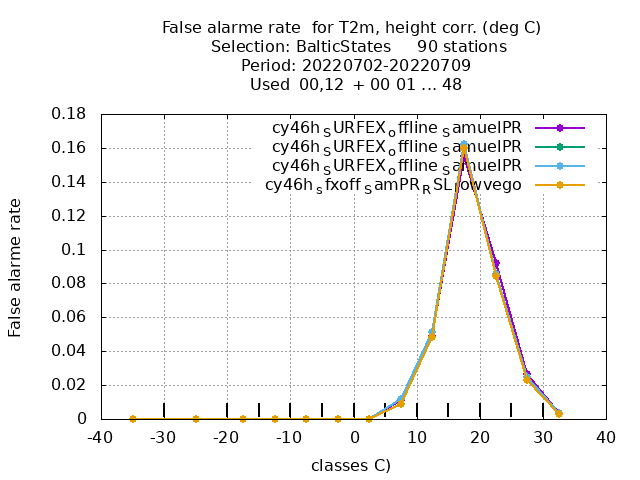 False alarme rate  for T2m, height corr. (deg C)
Selection: BalticStates     90 stations
Period: 20220702-20220709
Used  00,12  + 00 01 ... 48
0.18
0.16
0.14
0.12
0.1
0.08
0.06
0.04
0.02
0
False alarme rate
cy46h_SURFEX_offline_SamuelPR
cy46h_SURFEX_offline_SamuelPR
cy46h_SURFEX_offline_SamuelPR
cy46h_sfxoff_SamPR_RSL_lowvego
-40 -30 -20 -10 0 10 20 30 40
classes C)